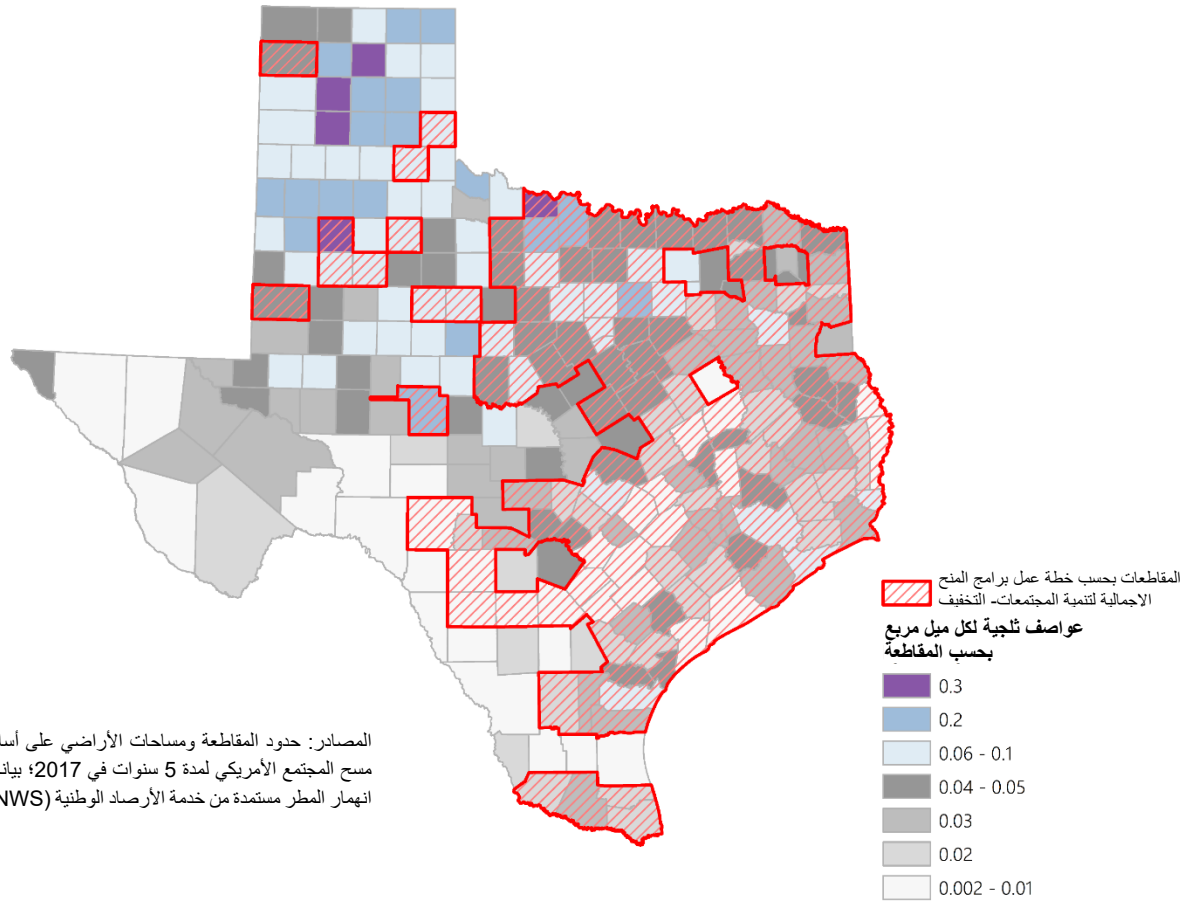 المقاطعات بحسب خطة عمل برامج المنح
الاجمالية لتنمية المجتمعات- التخفيف
عواصف ثلجية لكل ميل مربع
بحسب المقاطعة
0.3
0.2
0.06 - 0.1
0.04 - 0.05
0.03
0.02
0.002 - 0.01
المصادر: حدود المقاطعة ومساحات الأراضي على
مسح المجتمع الأمريكي لمدة 5 سنوات في 2017؛
انهمار المطر مستمدة من خدمة الأرصاد الوطنية (NWS